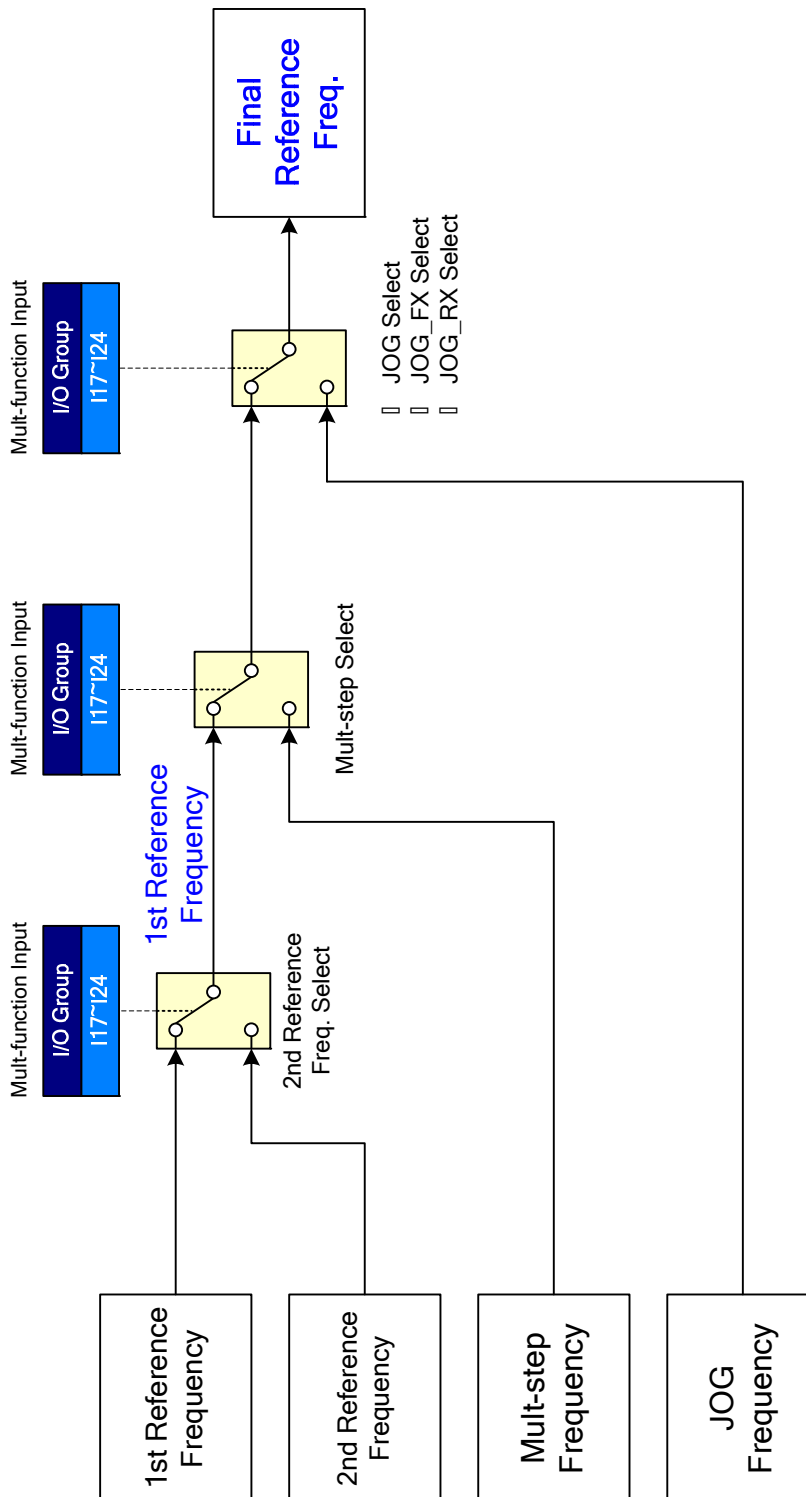 Mult-function Input
I/O Group
I17~I24
Mult-function Input
I/O Group
I17~I24
Mult-function Input
I/O Group
I17~I24
1st Reference
Frequency
2nd Reference
Frequency
Mult-step
Frequency
JOG
Frequency
2nd Reference
Freq. Select
1st Reference
Frequency
Mult-step Select
JOG Select
JOG_FX Select
JOG_RX Select
Final
Reference
Freq.